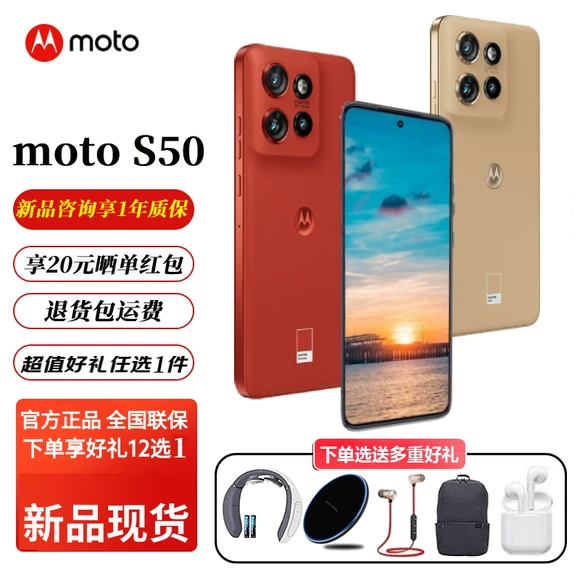 moto
moto S50
新品咨询享1年质保
享20元晒单红包
退货包运费
超值好礼任选1件
官方正品 全国联保
下单享好礼12选1
新品现货
下单选送多重好礼